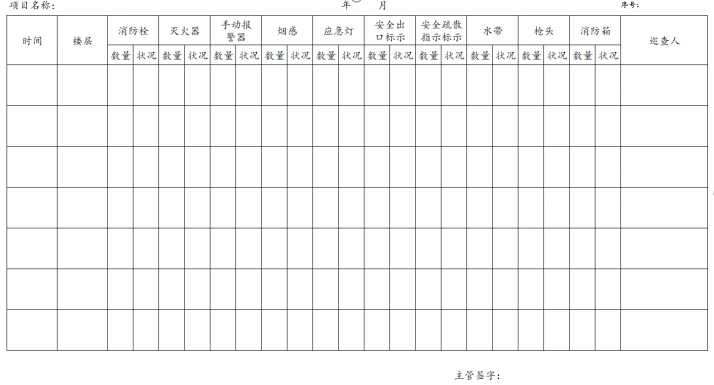 项目名称： 年 月 序号：
时间 楼层 消防栓 灭火器 手动报警器 烟感 应急灯 安全出口标示 安全疏散指示标示 水带 枪头 消防箱 巡查人
数量 状况 数量 状况 数量 状况 数量 状况 数量 状况 数量 状况 数量 状况 数量 状况 数量 状况 数量 状况
主管签字：